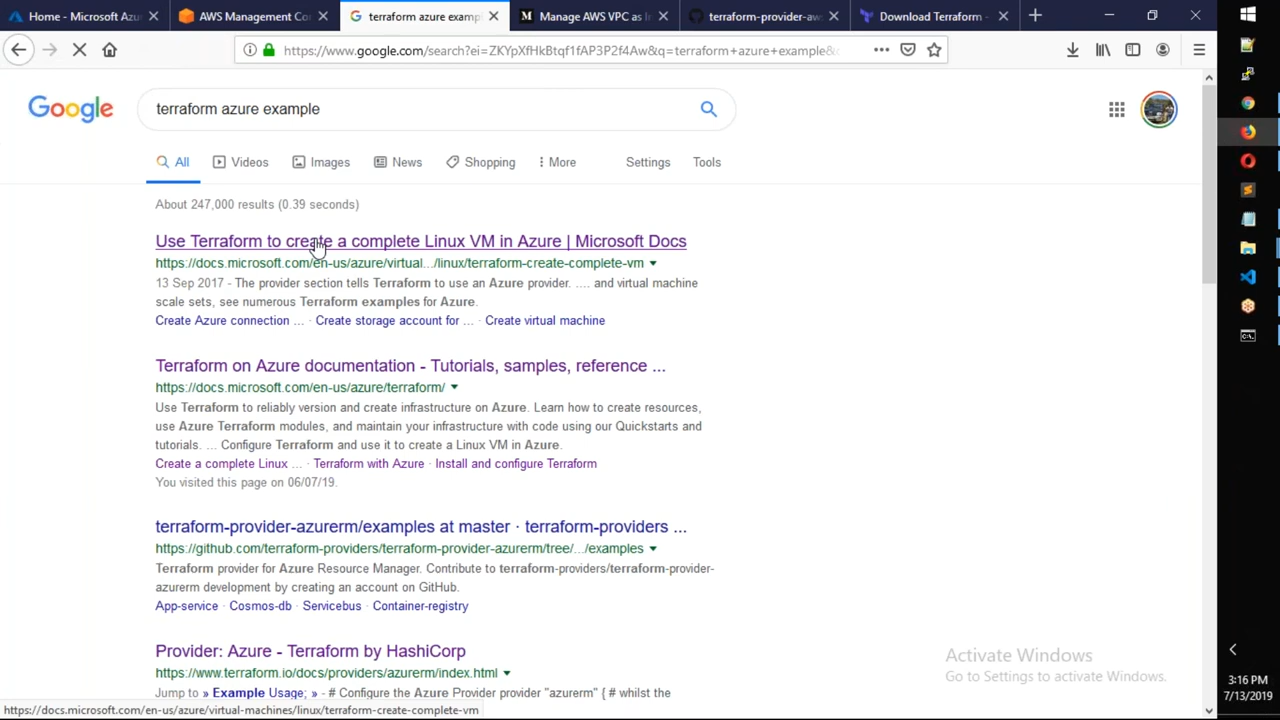 Home - Microsoft Azu
AWS Management Co
terraform azure exampl
Manage AWS VPC as In
terraform-provider-aw
Download Terraform -
https://www.google.com/search?ei=ZKYpXfHkBtqf1fAP3P2f4Aw&q=terraform+azure+example&
Google
terraform azure example
All
Videos
Images
News
Shopping
More
Settings
Tools
About 247,000 results (0.39 seconds)
Use Terraform to create a complete Linux VM in Azure | Microsoft Docs
https://docs.microsoft.com/en-us/azure/virtual.../linux/terraform-create-complete-vm
13 Sep 2017 - The provider section tells Terraform to use an Azure provider. .... and virtual machine
scale sets, see numerous Terraform examples for Azure.
Create Azure connection ... · Create storage account for ... · Create virtual machine
Terraform on Azure documentation - Tutorials, samples, reference ...
https://docs.microsoft.com/en-us/azure/terraform/
Use Terraform to reliably version and create infrastructure on Azure. Learn how to create resources,
use Azure Terraform modules, and maintain your infrastructure with code using our Quickstarts and
tutorials. ... Configure Terraform and use it to create a Linux VM in Azure.
Create a complete Linux ... · Terraform with Azure · Install and configure Terraform
You visited this page on 06/07/19.
terraform-provider-azurerm/examples at master · terraform-providers ...
https://github.com/terraform-providers/terraform-provider-azurerm/tree/.../examples
Terraform provider for Azure Resource Manager. Contribute to terraform-providers/terraform-provider-
azurerm development by creating an account on GitHub.
App-service · Cosmos-db · Servicebus · Container-registry
Provider: Azure - Terraform by HashiCorp
https://www.terraform.io/docs/providers/azurerm/index.html
Jump to » Example Usage; » - # Configure the Azure Provider provider "azurerm" { # whilst the
Activate Windows
Go to Settings to activate Windows.
https://docs.microsoft.com/en-us/azure/virtual-machines/linux/terraform-create-complete-vm
3:16 PM
7/13/2019